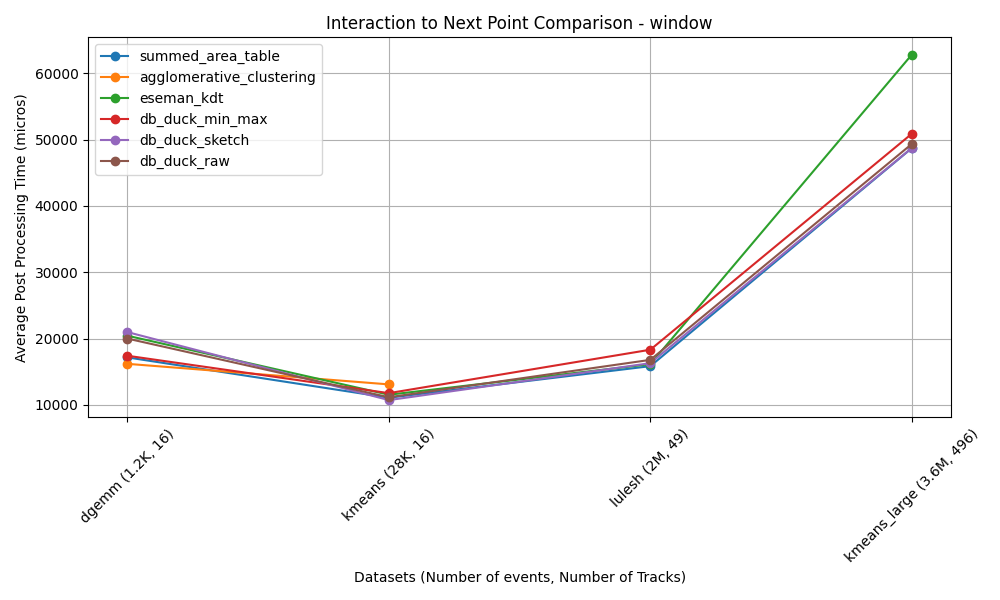 Interaction to Next Point Comparison - window
summed_area_table
agglomerative_clustering
eseman_kdt
db_duck_min_max
db_duck_sketch
db_duck_raw
Average Post Processing Time (micros)
60000
50000
40000
30000
20000
10000
dgemm (1.2K, 16)
kmeans (28K, 16)
lulesh (2M, 49)
kmeans_large (3.6M, 496)
Datasets (Number of events, Number of Tracks)